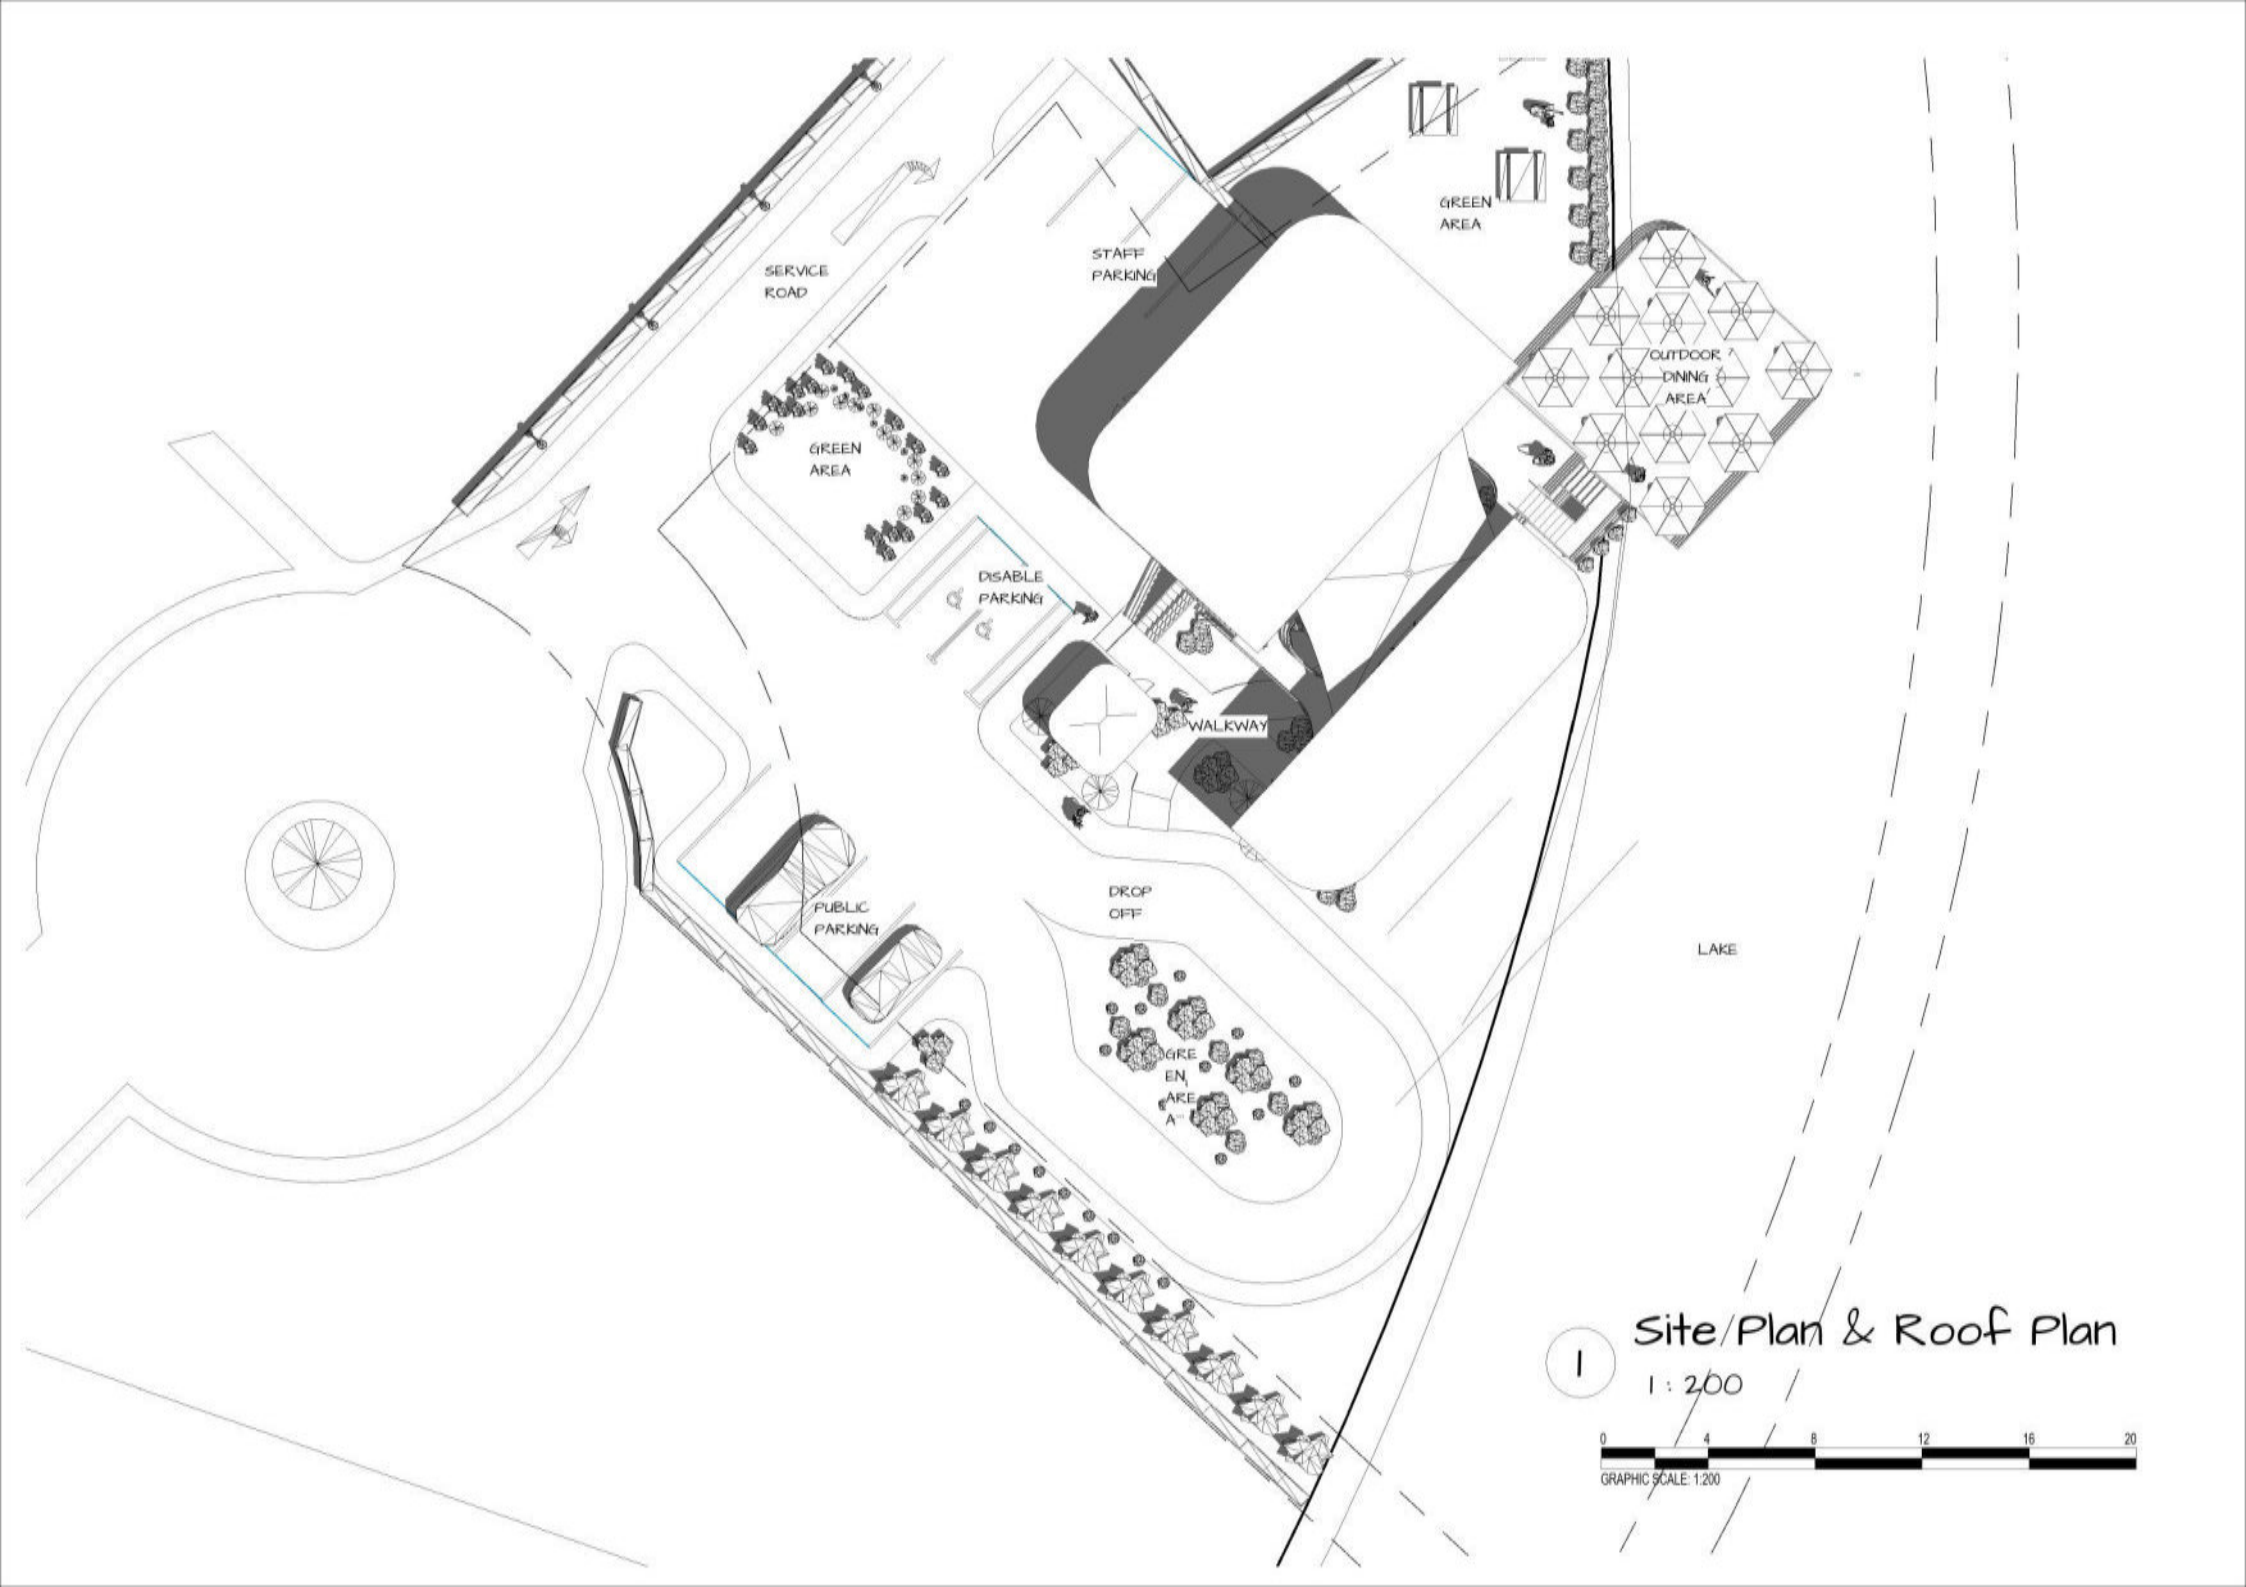 GREEN
AREA
STAFF
PARKING
SERVICE
ROAD
OUTDOOR
DINING
AREA
GREEN
AREA
DISABLE
PARKING
WALKWAY
DROP
OFF
PUBLIC
PARKING
LAKE
GRE
EN
ARE
A
Site Plan & Roof Plan
1
1 : 200
0 4 8 12 16 20
GRAPHIC SCALE: 1:200